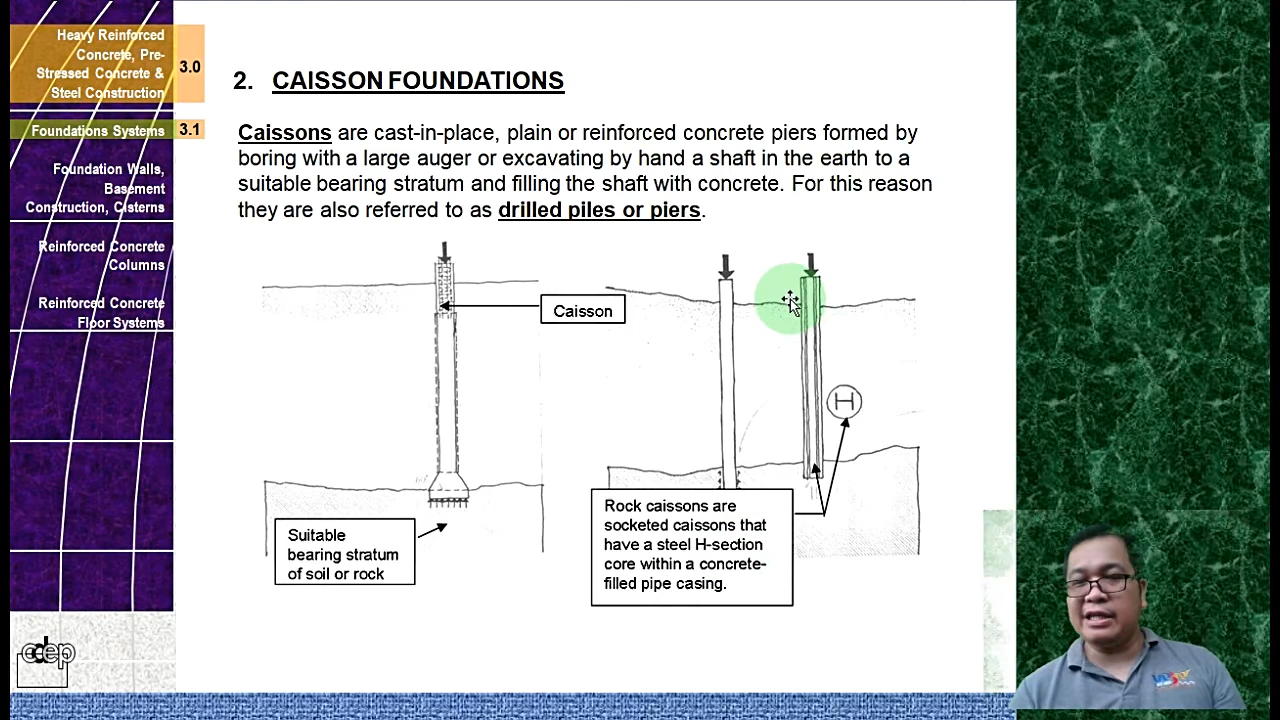 Heavy Reinforced
Concrete, Pre-
Stressed Concrete &
Steel Construction
3.0
Foundations Systems
3.1
Foundation Walls,
Basement
Construction, Cisterns
Reinforced Concrete
Columns
Reinforced Concrete
Floor Systems
2. CAISSON FOUNDATIONS
Caissons are cast-in-place, plain or reinforced concrete piers formed by
boring with a large auger or excavating by hand a shaft in the earth to a
suitable bearing stratum and filling the shaft with concrete. For this reason
they are also referred to as drilled piles or piers.
Caisson
H
Suitable
bearing stratum
of soil or rock
Rock caissons are
socketed caissons that
have a steel H-section
core within a concrete-
filled pipe casing.